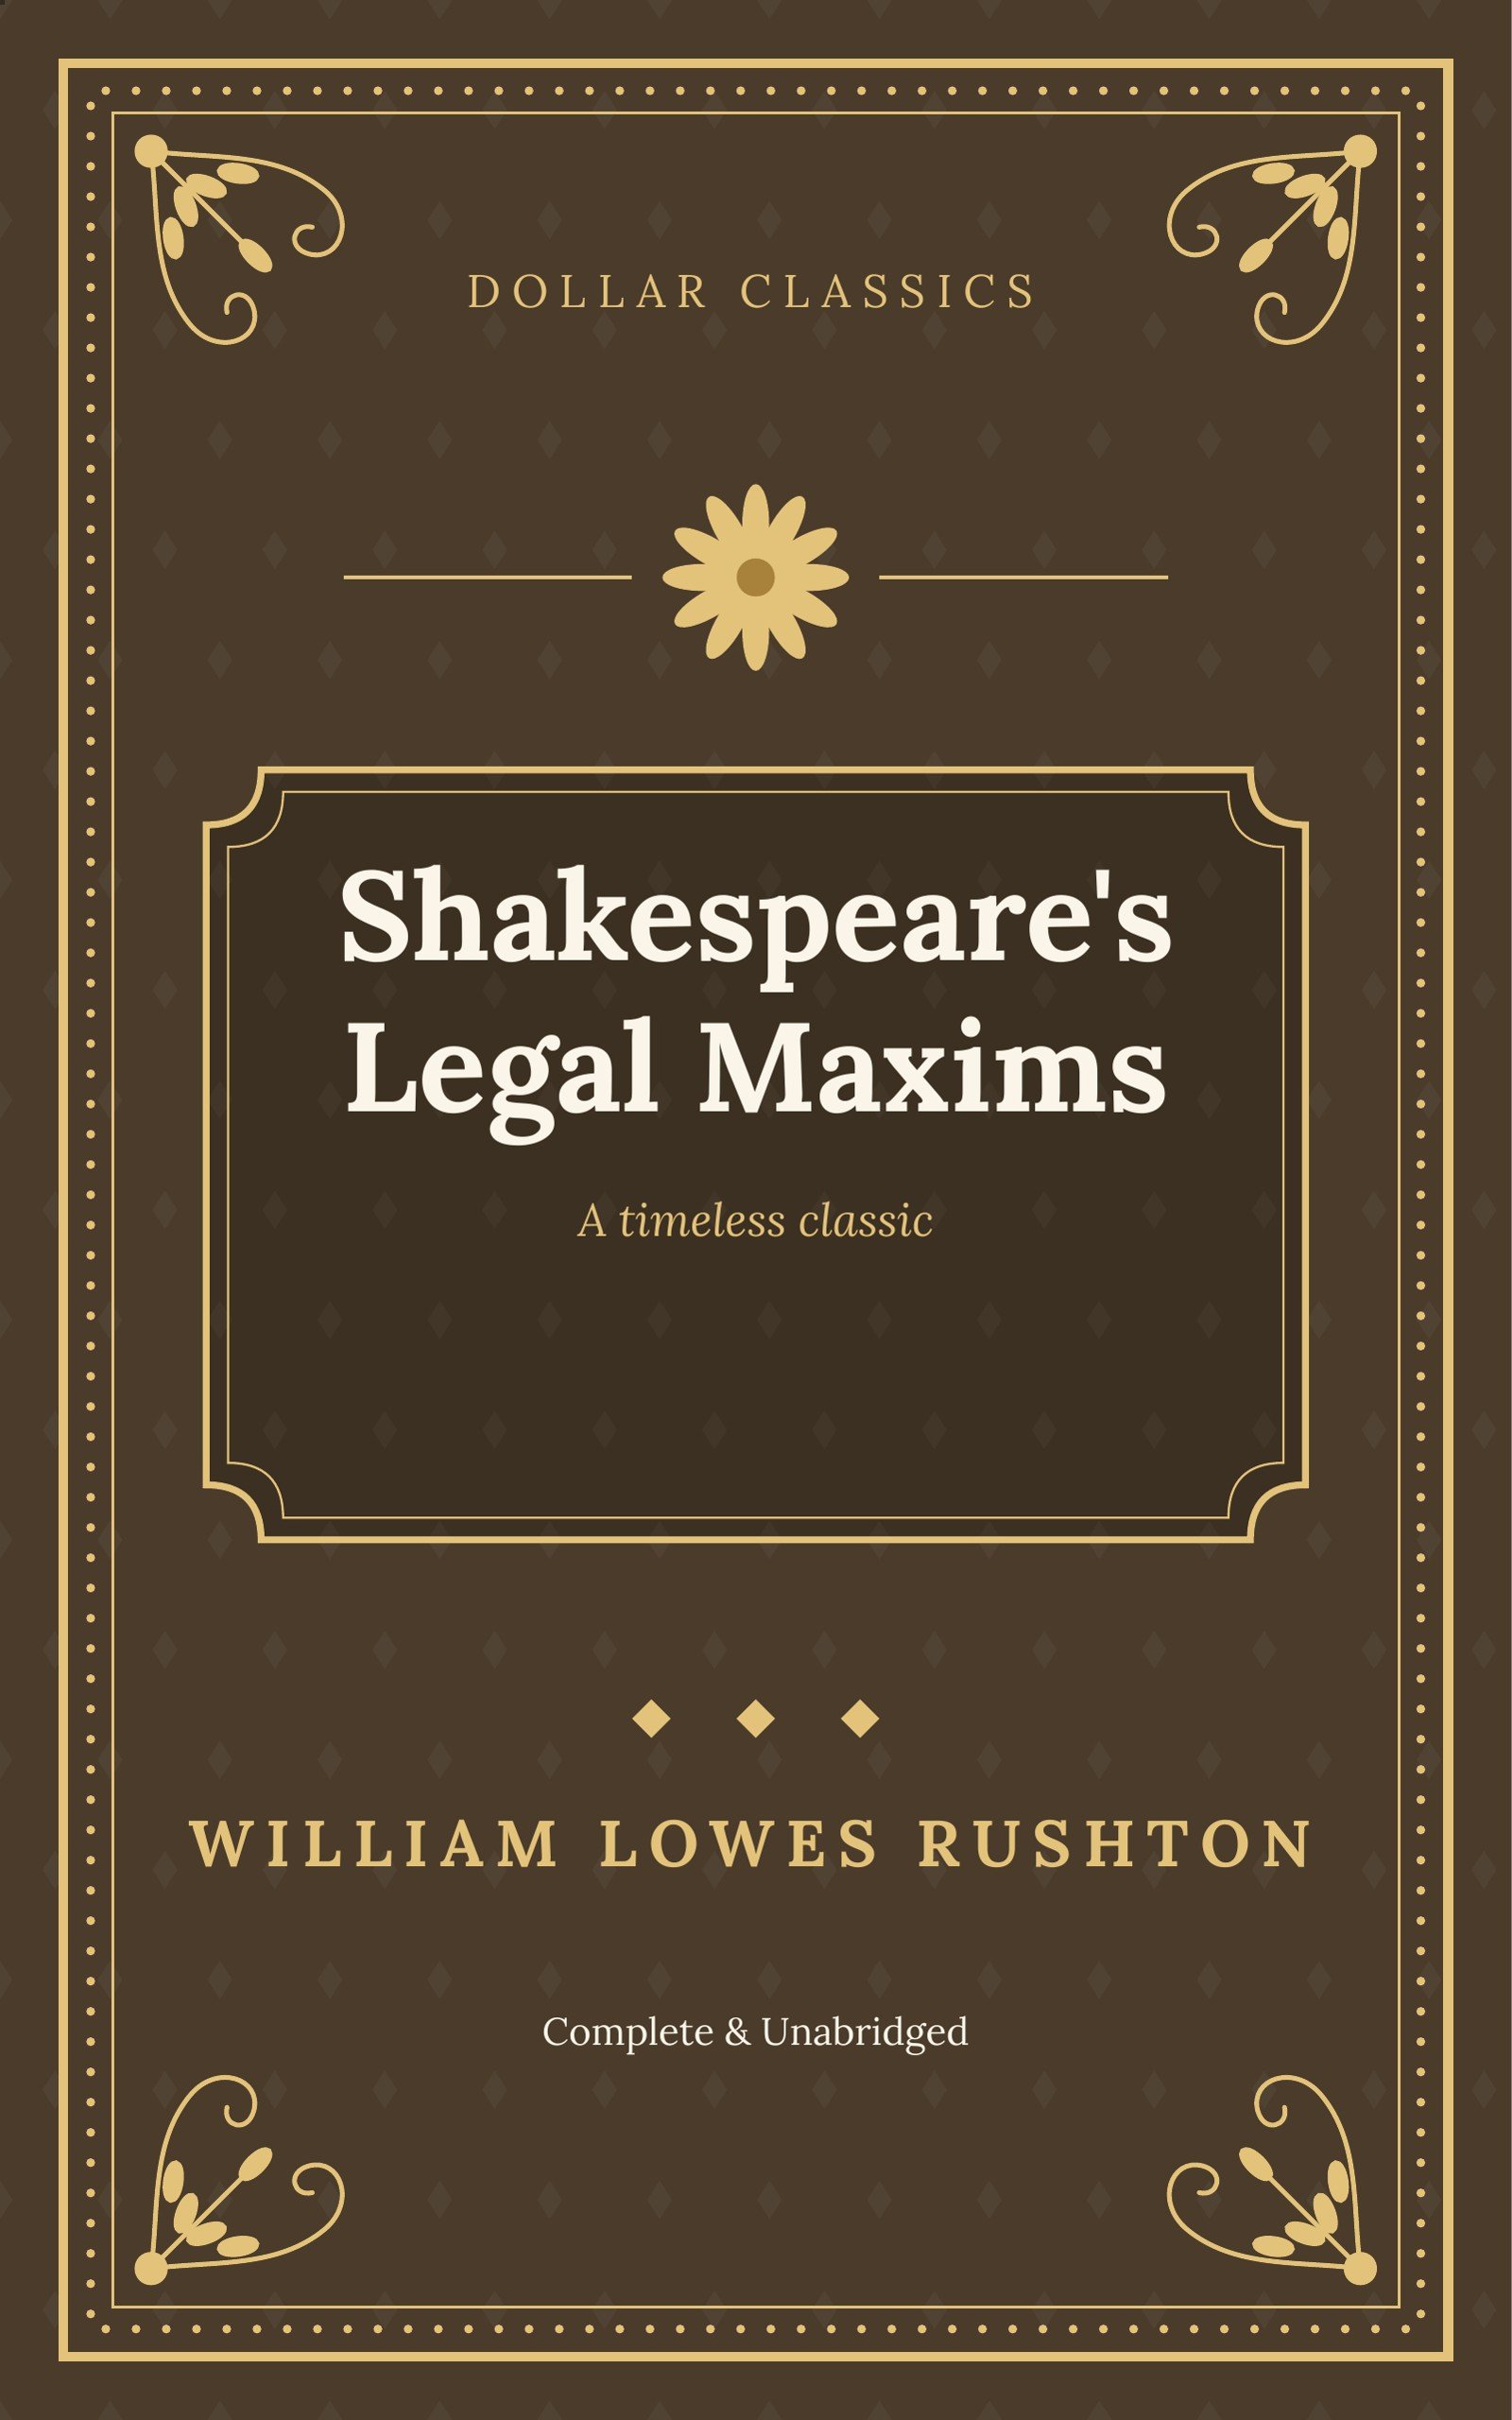 DOLLAR CLASSICS
Shakespeare's
Legal Maxims
A timeless classic
WILLIAM LOWES RUSHTON
Complete & Unabridged